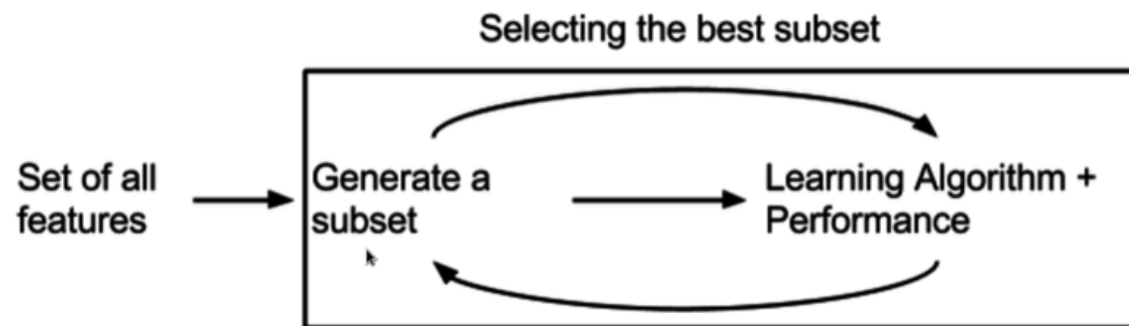 Selecting the best subset
Set of all
features
Generate a
subset
Learning Algorithm +
Performance